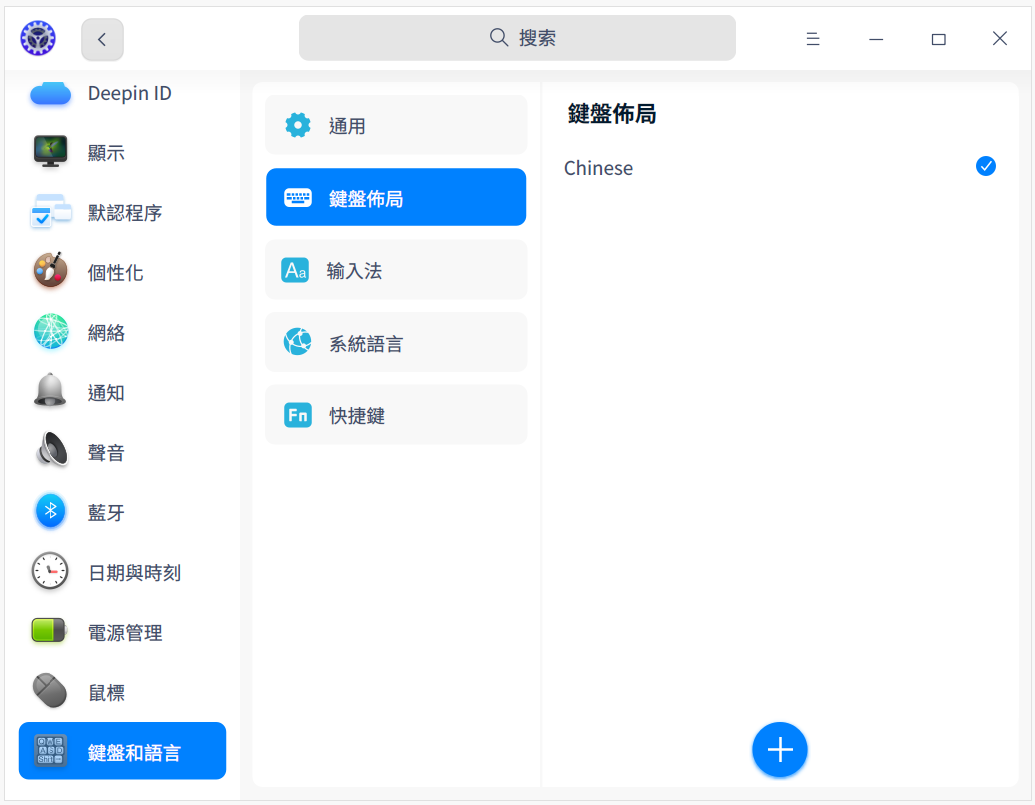 搜索
Deepin ID
顯示
默認程序
個性化
網絡
通知
聲音
藍牙
日期與時刻
電源管理
鼠標
鍵盤和語言
通用
鍵盤佈局
Aa
输入法
系統語言
Fn
快捷鍵
鍵盤佈局
Chinese